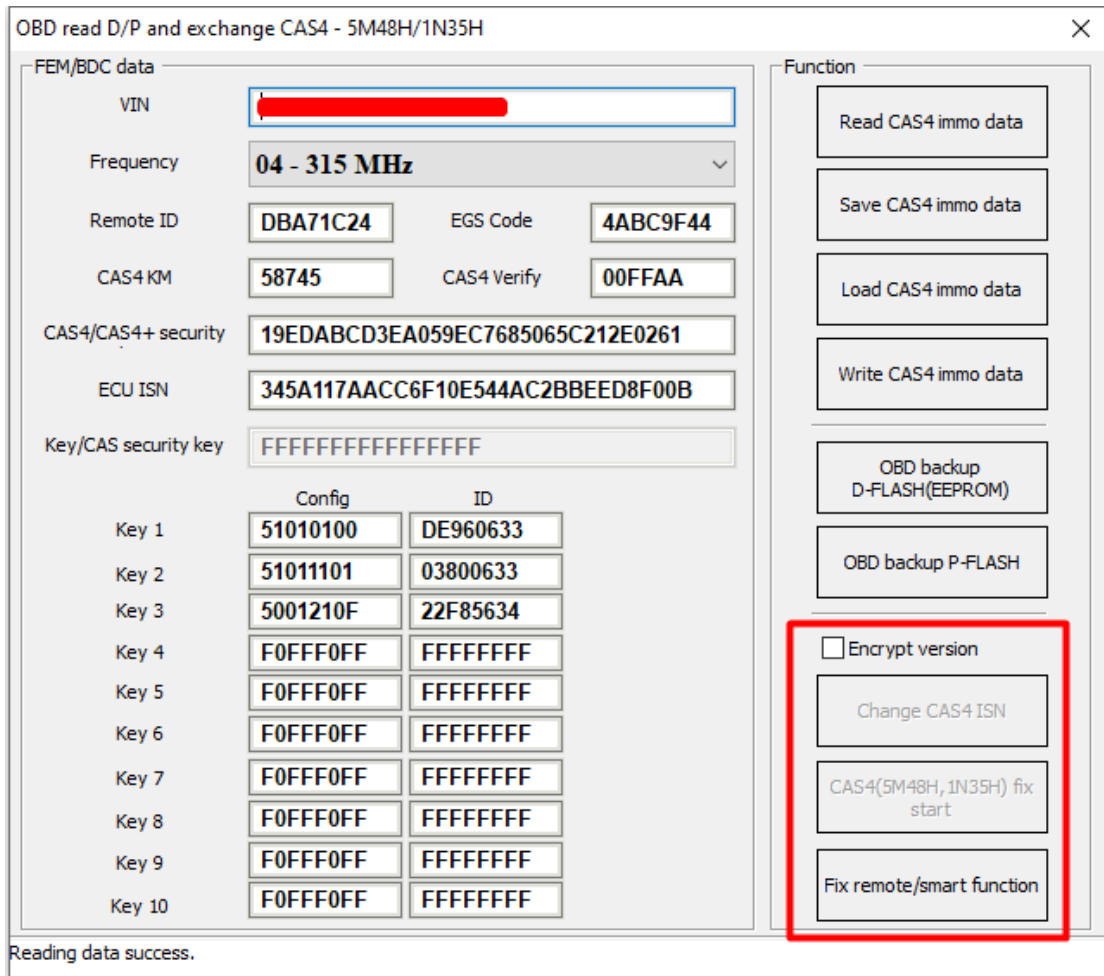 OBD read D/P and exchange CAS4 - 5M48H/1N35H
FEM/BDC data
VIN
Frequency 04 - 315 MHz
Remote ID DBA71C24 EGS Code 4ABC9F44
CAS4 KM 58745 CAS4 Verify 00FFAA
CAS4/CAS4+ security 19EDABCD3EA059EC7685065C212E0261
ECU ISN 345A117AACC6F10E544AC2BBEED8F00B
Key/CAS security key FFFFFFFFFFFFFFFF
Config ID
Key 1 51010100 DE960633
Key 2 51011101 03800633
Key 3 5001210F 22F85634
Key 4 F0FFF0FF FFFFFFFF
Key 5 F0FFF0FF FFFFFFFF
Key 6 F0FFF0FF FFFFFFFF
Key 7 F0FFF0FF FFFFFFFF
Key 8 F0FFF0FF FFFFFFFF
Key 9 F0FFF0FF FFFFFFFF
Key 10 F0FFF0FF FFFFFFFF
Function
Read CAS4 immo data
Save CAS4 immo data
Load CAS4 immo data
Write CAS4 immo data
OBD backup
D-FLASH(EEPROM)
OBD backup P-FLASH
Encrypt version
Change CAS4 ISN
CAS4(5M48H,1N35H) fix
start
Fix remote/smart function
Reading data success.